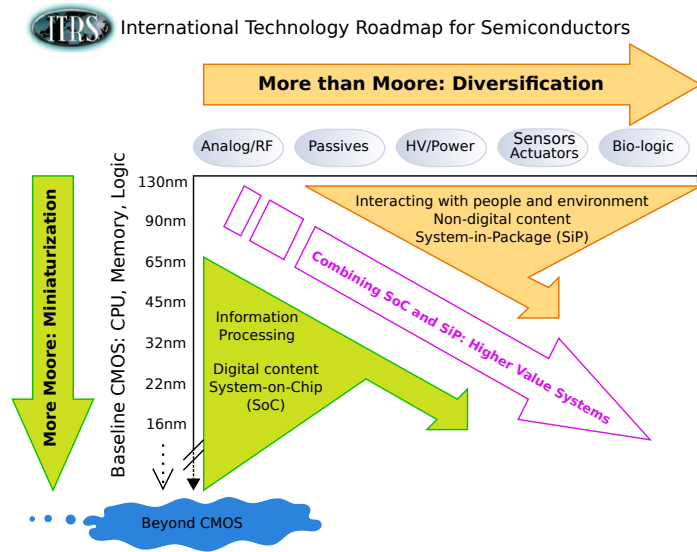 ITRS
International Technology Roadmap for Semiconductors
More than Moore: Diversification
Analog/RF
Passives
HV/Power
Sensors
Actuators
Bio-logic
More Moore: Miniaturization
Baseline CMOS: CPU, Memory, Logic
130nm
90nm
65nm
45nm
32nm
22nm
16nm
Interacting with people and environment
Non-digital content
System-in-Package (SiP)
Combining SoC and SiP: Higher Value Systems
Information
Processing
Digital content
System-on-Chip
(SoC)
Beyond CMOS